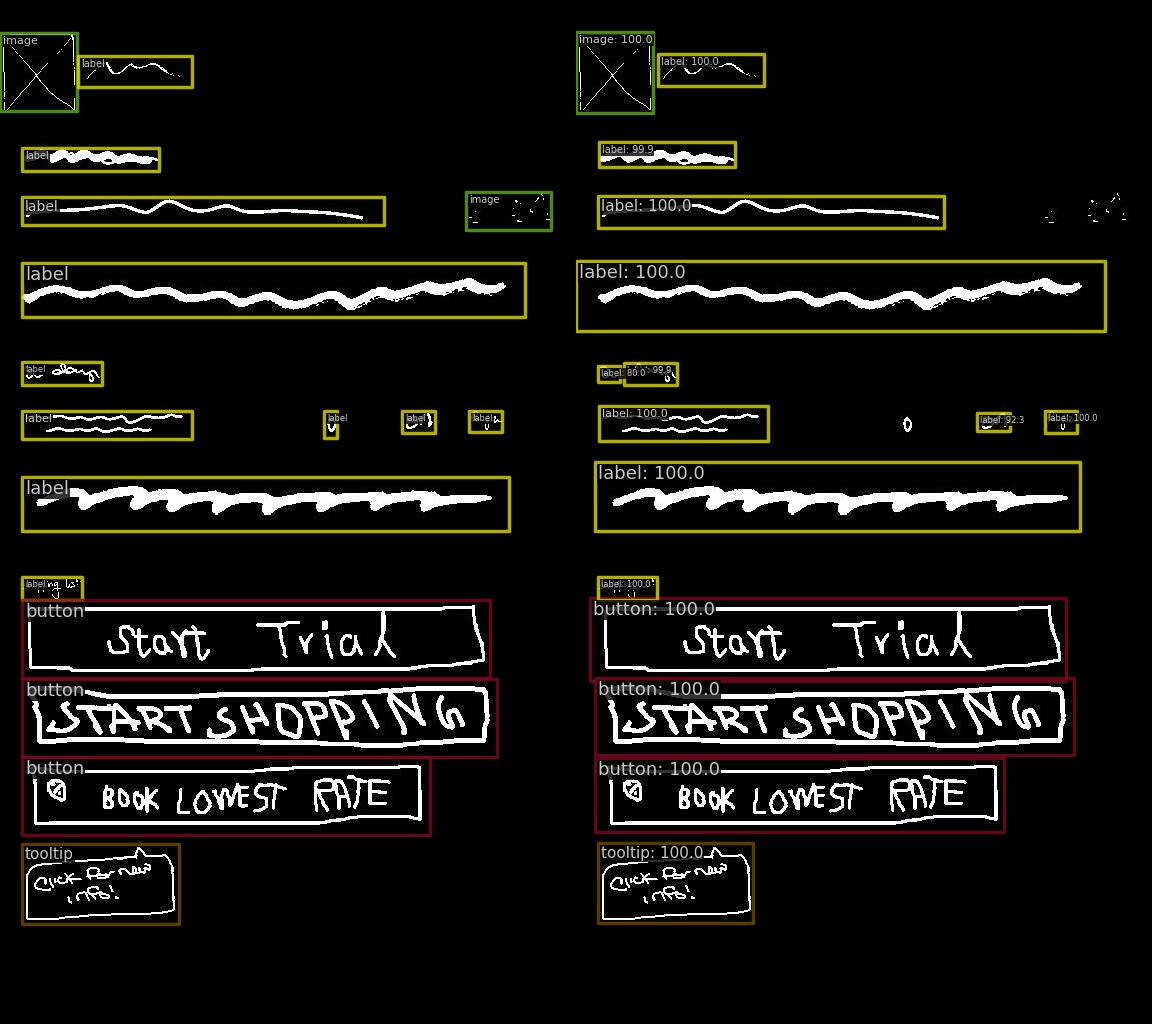 image image: 100.0
label label: 100.0
label label: 99.9
label label: 100.0
image
label label: 100.0
label label: 80.0 99.9
label label label label label: 100.0 92.3 label: 100.0
label label: 100.0
label label: 100.0
button button: 100.0
Start Trial Start Trial
button button: 100.0
START SHOPPING START SHOPPING
button button: 100.0
BOOK LOWEST RATE BOOK LOWEST RATE
tooltip tooltip: 100.0
Click for new Click for new
info! info!